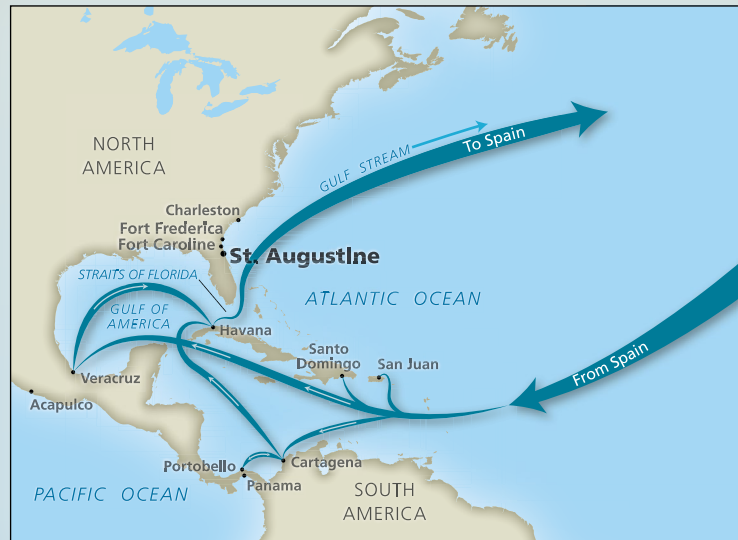 NORTH
AMERICA
GULF STREAM
To Spain
Charleston
Fort Frederica
Fort Caroline
St. Augustine
STRAITS OF FLORIDA
GULF OF
AMERICA
ATLANTIC OCEAN
Havana
Santo
Domingo
San Juan
From Spain
Veracruz
Acapulco
Portobello
Cartagena
Panama
PACIFIC OCEAN
SOUTH
AMERICA